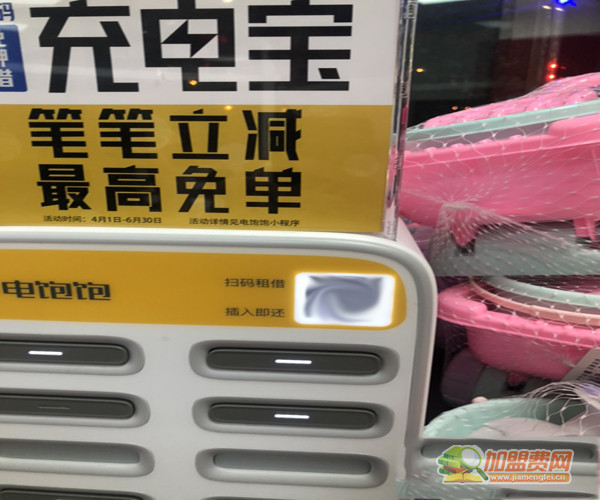 充电宝
笔笔立减
最高免单
活动时间：4月1日-6月30日 活动详情见电饱饱小程序
电饱饱
扫码租借
插入即还
加盟费网
www.jiamengfei.cn